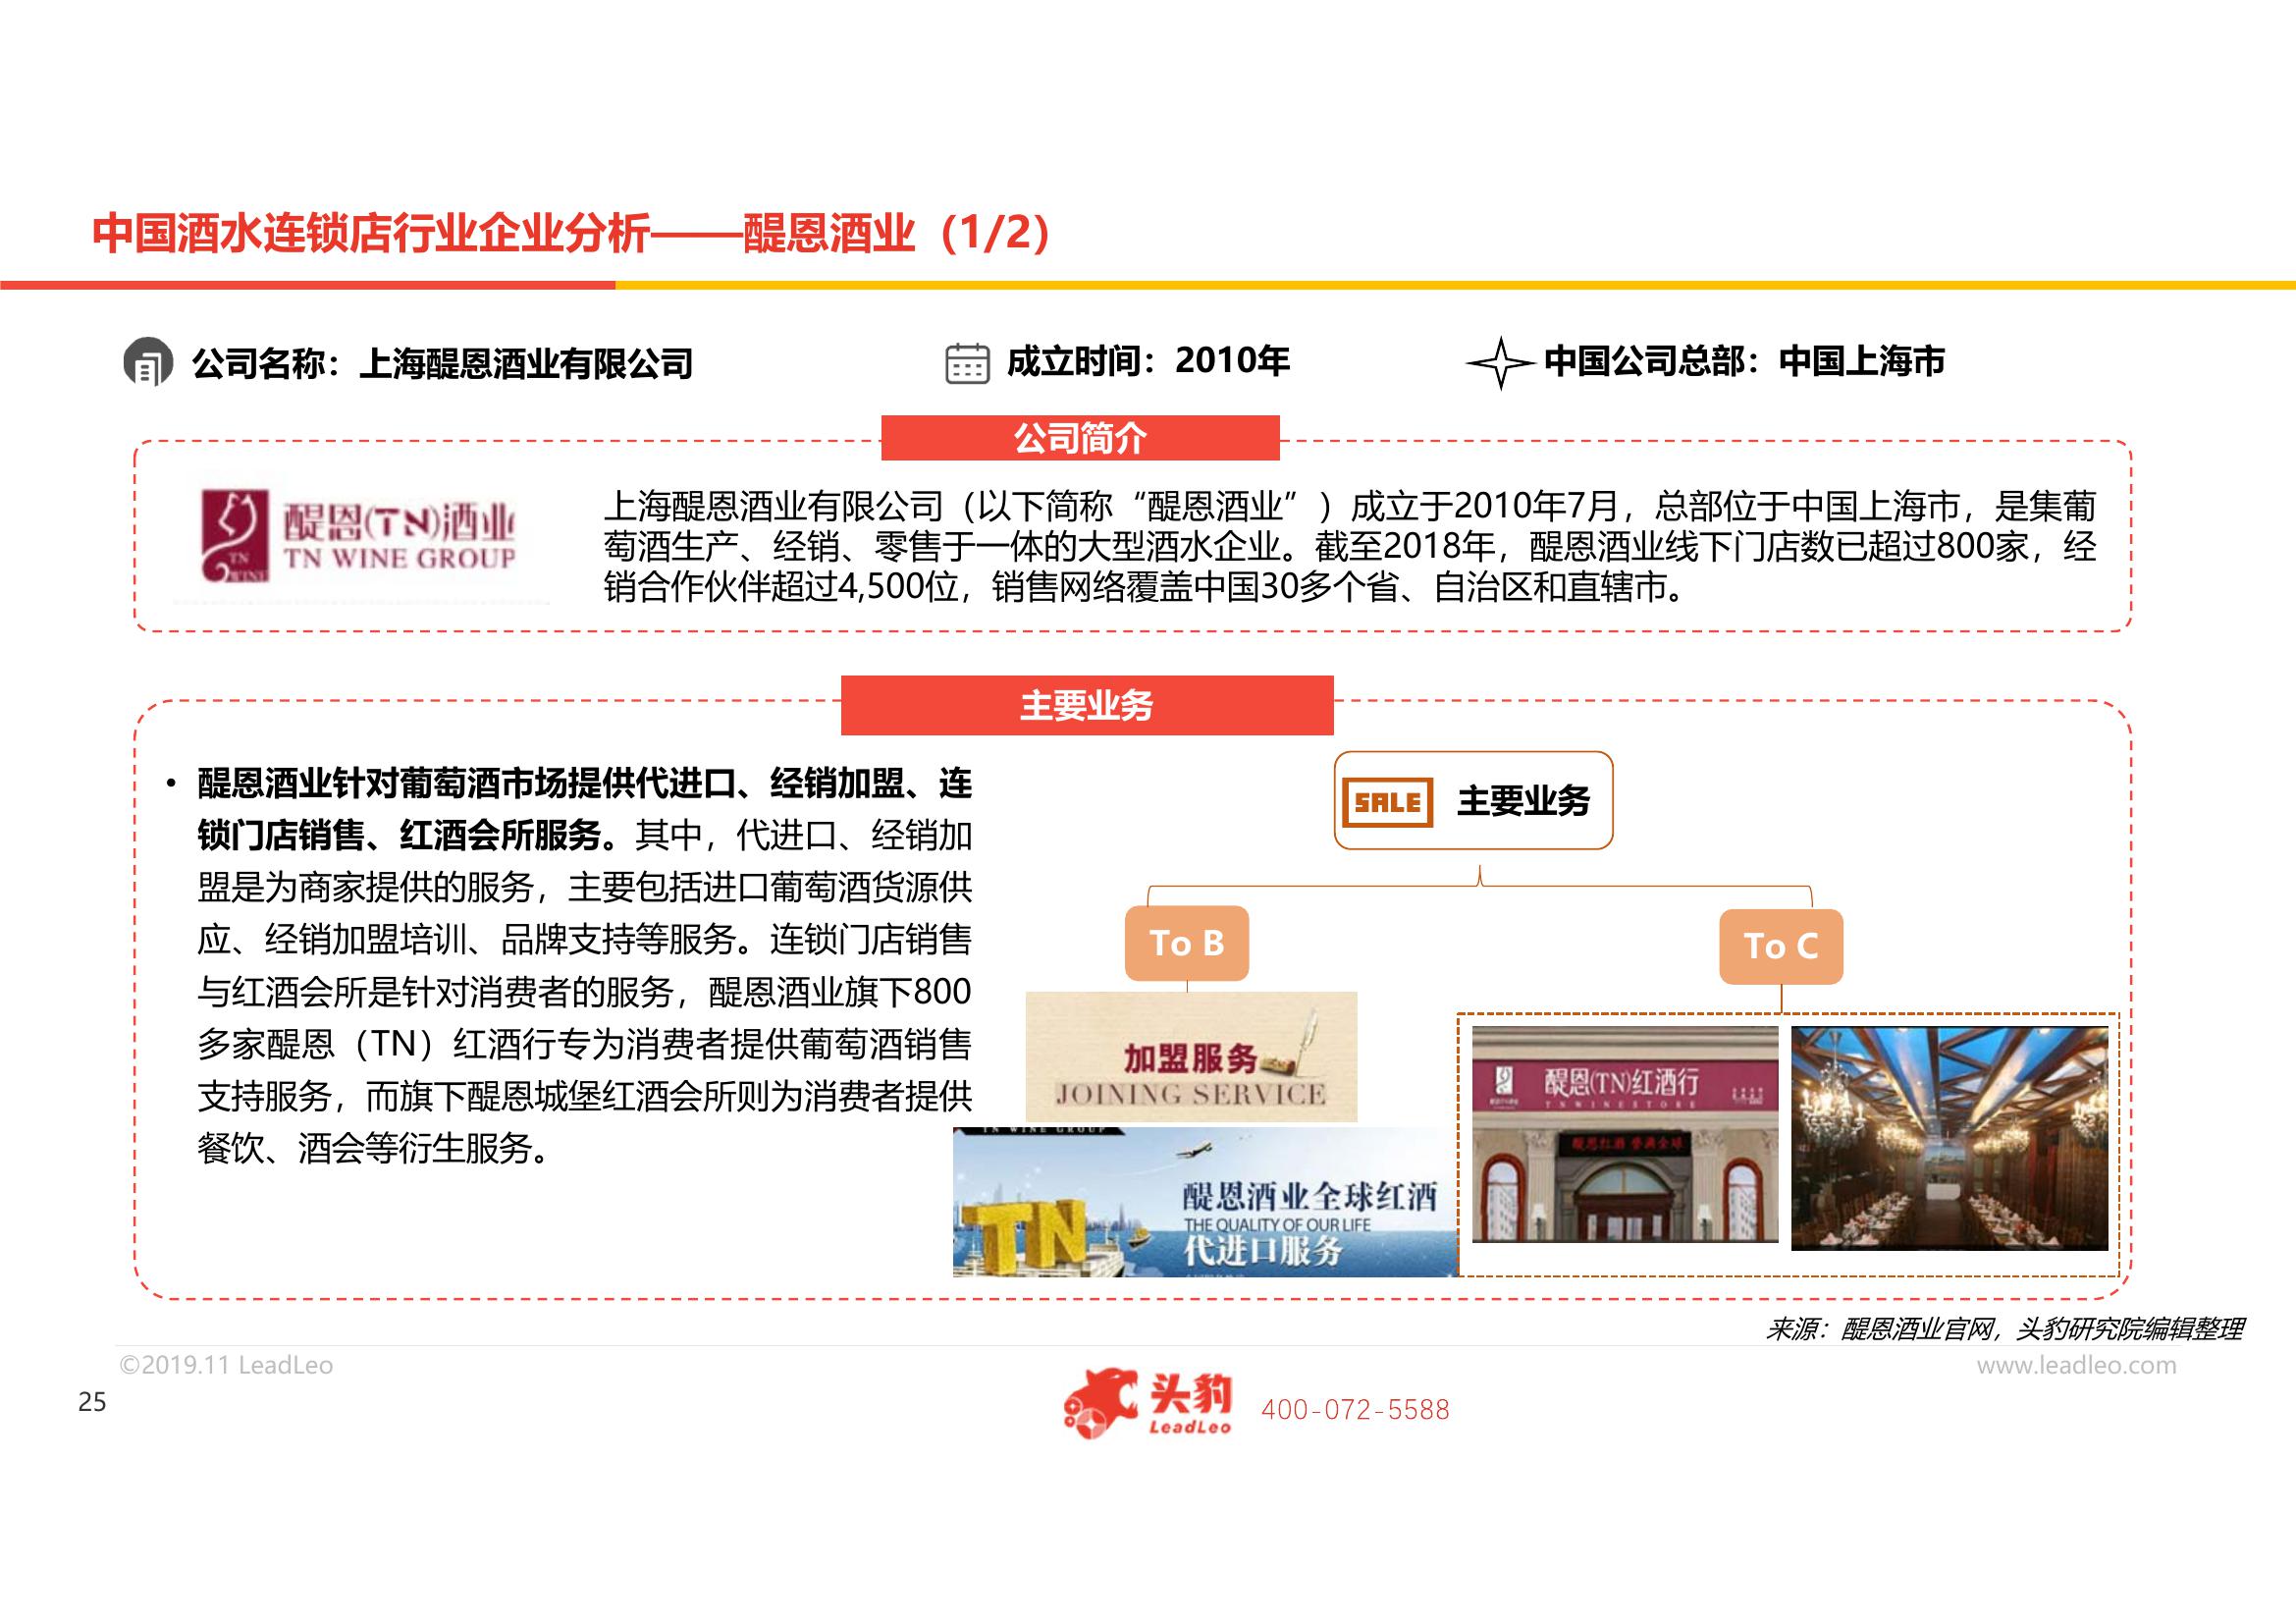 中国酒水连锁店行业企业分析——醍恩酒业（1/2）
公司名称：上海醍恩酒业有限公司
成立时间：2010年
中国公司总部：中国上海市
公司简介
醍恩(TN)酒业
TN WINE GROUP
TN
WINE
上海醍恩酒业有限公司（以下简称“醍恩酒业”）成立于2010年7月，总部位于中国上海市，是集葡
萄酒生产、经销、零售于一体的大型酒水企业。截至2018年，醍恩酒业线下门店数已超过800家，经
销合作伙伴超过4,500位，销售网络覆盖中国30多个省、自治区和直辖市。
主要业务
• 醍恩酒业针对葡萄酒市场提供代进口、经销加盟、连
锁门店销售、红酒会所服务。其中，代进口、经销加
盟是为商家提供的服务，主要包括进口葡萄酒货源供
应、经销加盟培训、品牌支持等服务。连锁门店销售
与红酒会所是针对消费者的服务，醍恩酒业旗下800
多家醍恩（TN）红酒行专为消费者提供葡萄酒销售
支持服务，而旗下醍恩城堡红酒会所则为消费者提供
餐饮、酒会等衍生服务。
SALE 主要业务
To B
To C
加盟服务
JOINING SERVICE
TN WINE GROUP
TN
醍恩酒业全球红酒
THE QUALITY OF OUR LIFE
代进口服务
醍恩(TN)红酒行
TNWINESTORE
来源：醍恩酒业官网，头豹研究院编辑整理
©2019.11 LeadLeo
www.leadleo.com
25
头豹
LeadLeo
400-072-5588